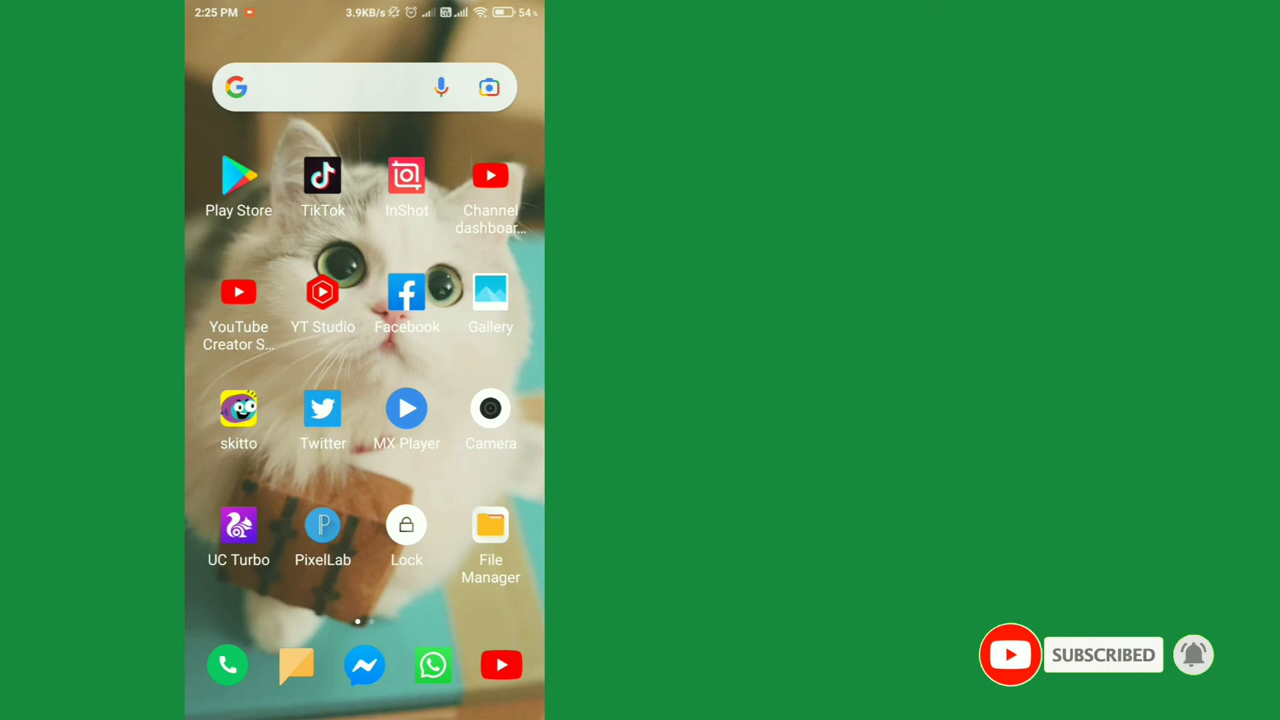 2:25 PM 3.9KB/s 54%
Play Store TikTok InShot Channel dashboar...
YouTube Creator S... YT Studio Facebook Gallery
skitto Twitter MX Player Camera
UC Turbo PixelLab Lock File Manager
SUBSCRIBED